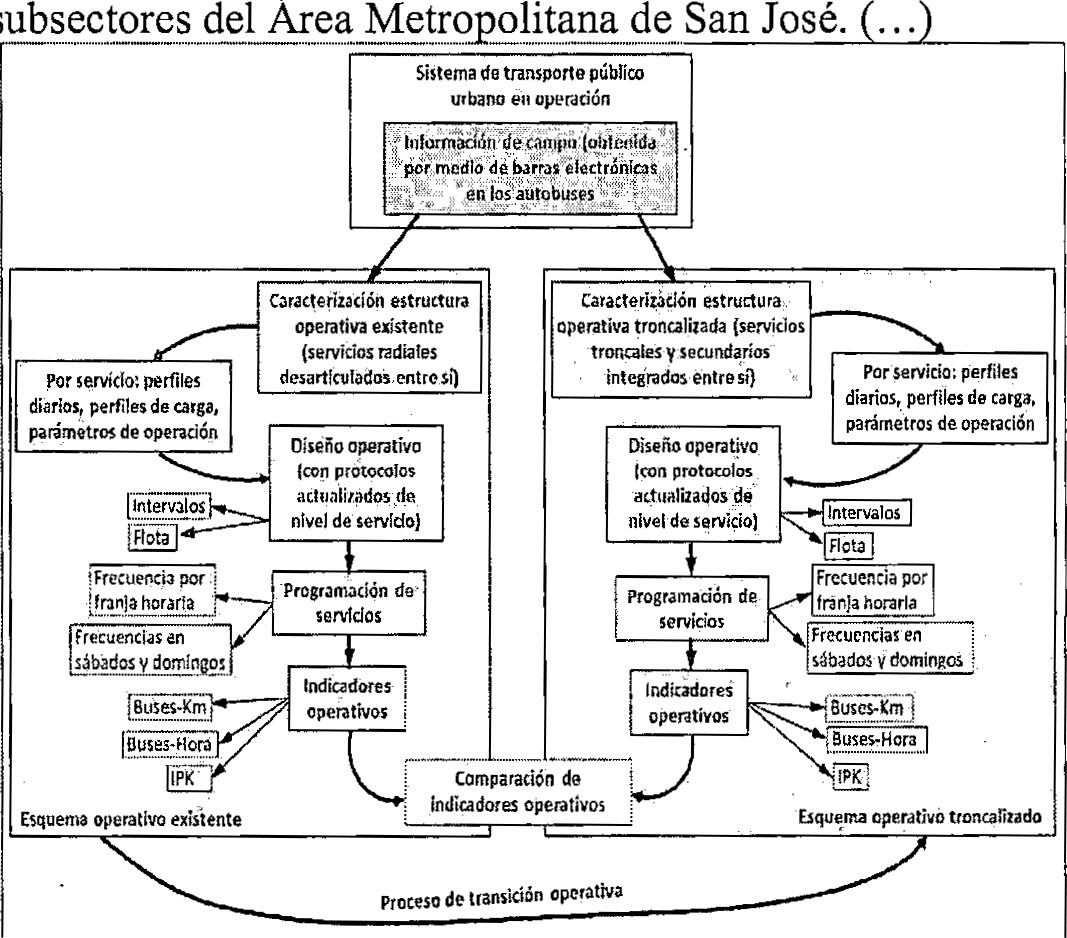 subsectores del Área Metropolitana de San José. (...)
Sistema de transporte público
urbano en operación
Información de campo (obtenida
por medio de barras electrónicas
en los autobuses
Caracterización estructura
operativa existente
(servicios radiales
desarticulados entre sí)
Por servicio: perfiles
diarios, perfiles de carga,
parámetros de operación
Diseño operativo
(con protocolos
actualizados de
nivel de servicio)
Intervalos
Flota
Programación de
servicios
Frecuencia por
franja horaria
Frecuencias en
sábados y domingos
Indicadores
operativos
Buses-Km
Buses-Hora
IPK
Esquema operativo existente
Caracterización estructura
operativa troncalizada (servicios
troncales y secundarios
integrados entre sí)
Por servicio: perfiles
diarios, perfiles de carga,
parámetros de operación
Diseño operativo
(con protocolos
actualizados de
nivel de servicio)
Intervalos
Flota
Programación de
servicios
Frecuencia por
franja horaria
Frecuencias en
sábados y domingos
Indicadores
operativos
Buses-Km
Buses-Hora
IPK
Esquema operativo troncalizado
Comparación de
indicadores operativos
Proceso de transición operativa